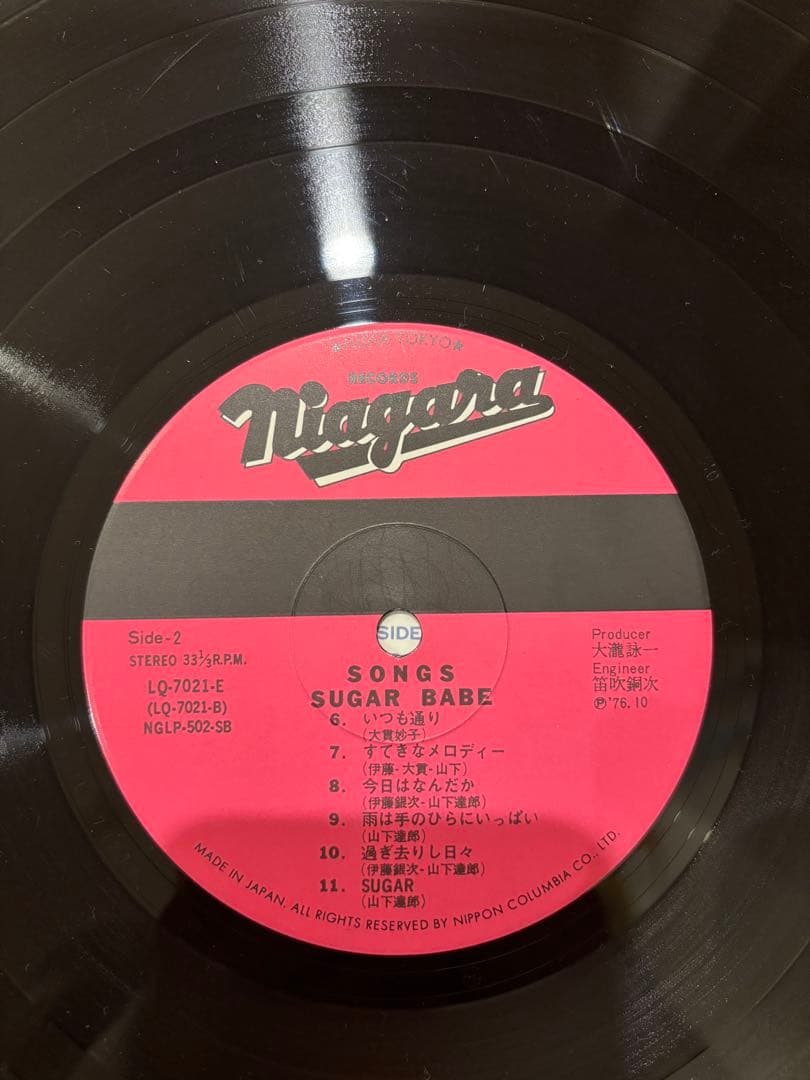 TOKYO★
RECORDS
Niagara
Side-2
STEREO 33⅓R.P.M.
LQ-7021-E
(LQ-7021-B)
NGLP-502-SB
SIDE
Producer
大瀧詠一
Engineer
笛吹銅次
Ⓟ'76.10
SONGS
SUGAR BABE
6. いつも通り
(大貫妙子)
7. すてきなメロディー
(伊藤-大貫-山下)
8. 今日はなんだか
(伊藤銀次-山下達郎)
9. 雨は手のひらにいっぱい
(山下達郎)
10. 過ぎ去りし日々
(伊藤銀次-山下達郎)
11. SUGAR
(山下達郎)
MADE IN JAPAN, ALL RIGHTS RESERVED BY NIPPON COLUMBIA CO., LTD.